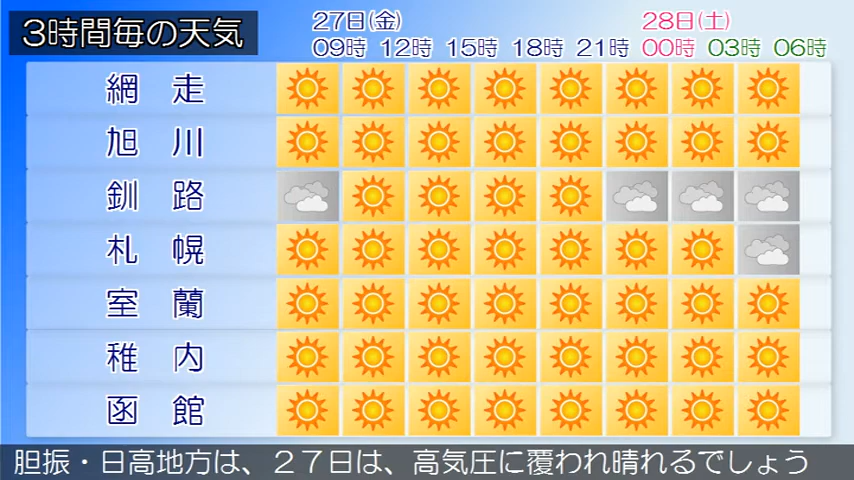 3時間毎の天気
27日(金) 28日(土)
09時 12時 15時 18時 21時 00時 03時 06時
網走
旭川
釧路
札幌
室蘭
稚内
函館
胆振・日高地方は、２７日は、高気圧に覆われ晴れるでしょう